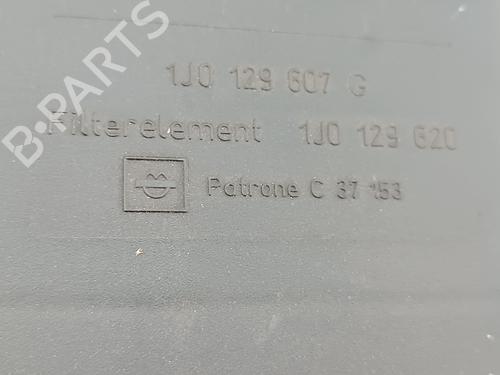 B-PARTS
1J0 129 607 G
Filterelement 1J0 129 620
Patrone C 37 153